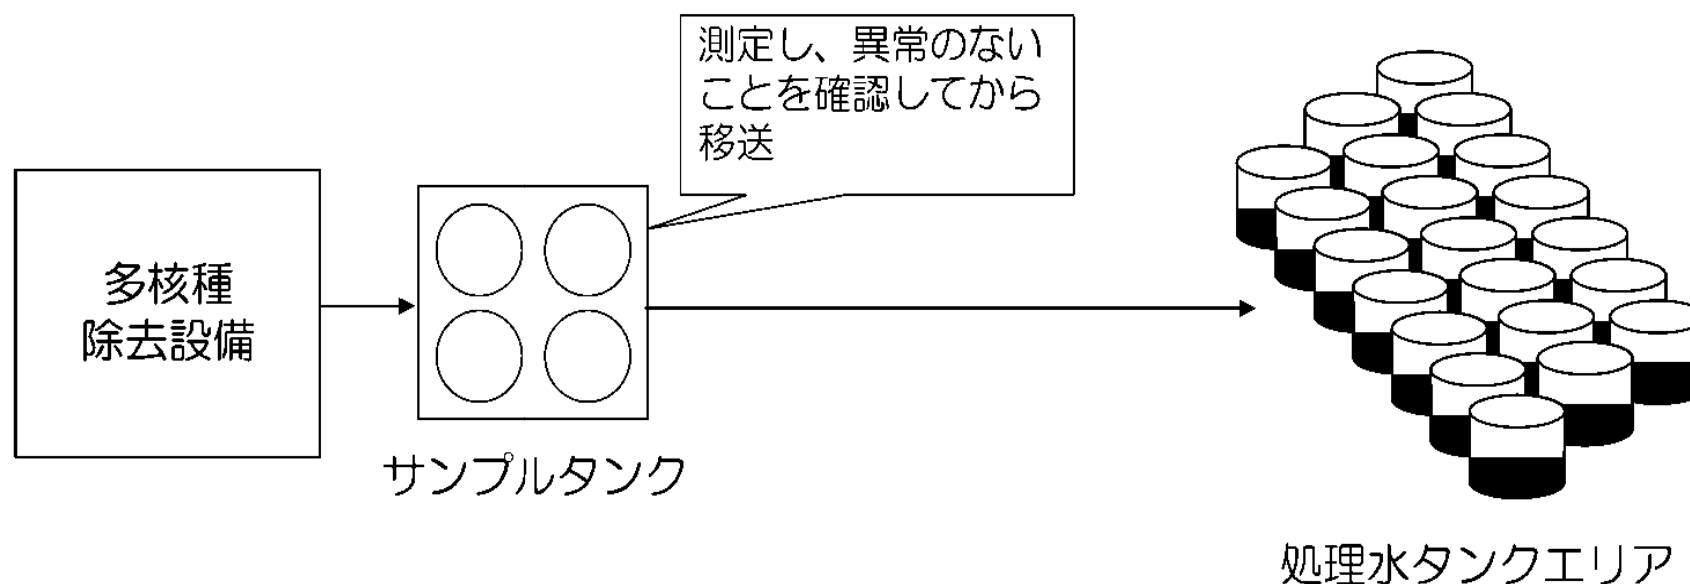 測定し、異常のない
ことを確認してから
移送
多核種
除去設備
サンプルタンク
処理水タンクエリア